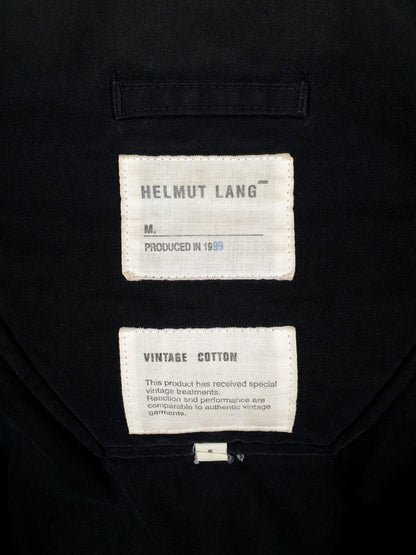 HELMUT LANG
M.
PRODUCED IN 1999
VINTAGE COTTON
This product has received special
vintage treatments.
Reaction and performance are
comparable to authentic vintage
garments.